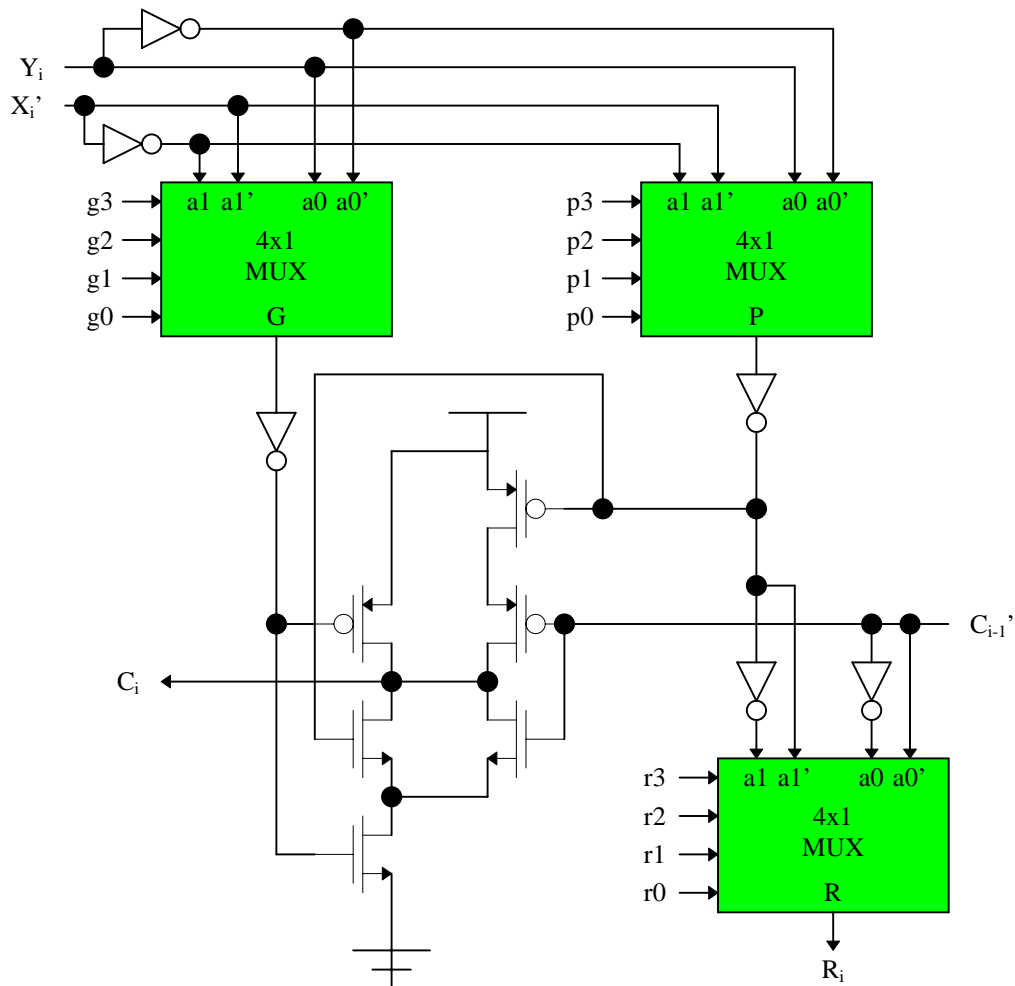 Yi
Xi’
g3
g2
g1
g0
a1 a1’ a0 a0’
4x1
MUX
G
p3
p2
p1
p0
a1 a1’ a0 a0’
4x1
MUX
P
Ci-1’
Ci
r3
r2
r1
r0
a1 a1’ a0 a0’
4x1
MUX
R
Ri